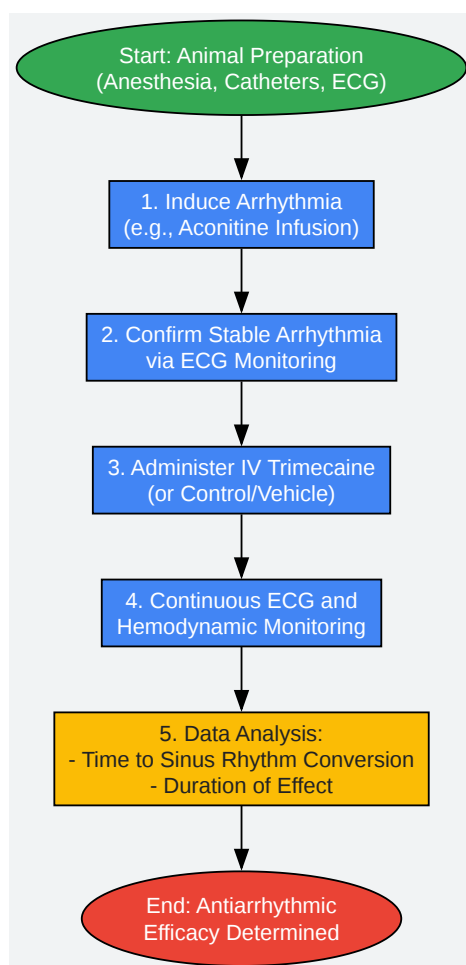 Start: Animal Preparation
(Anesthesia, Catheters, ECG)
1. Induce Arrhythmia
(e.g., Aconitine Infusion)
2. Confirm Stable Arrhythmia
via ECG Monitoring
3. Administer IV Trimecaine
(or Control/Vehicle)
4. Continuous ECG and
Hemodynamic Monitoring
5. Data Analysis:
- Time to Sinus Rhythm Conversion
- Duration of Effect
End: Antiarrhythmic
Efficacy Determined